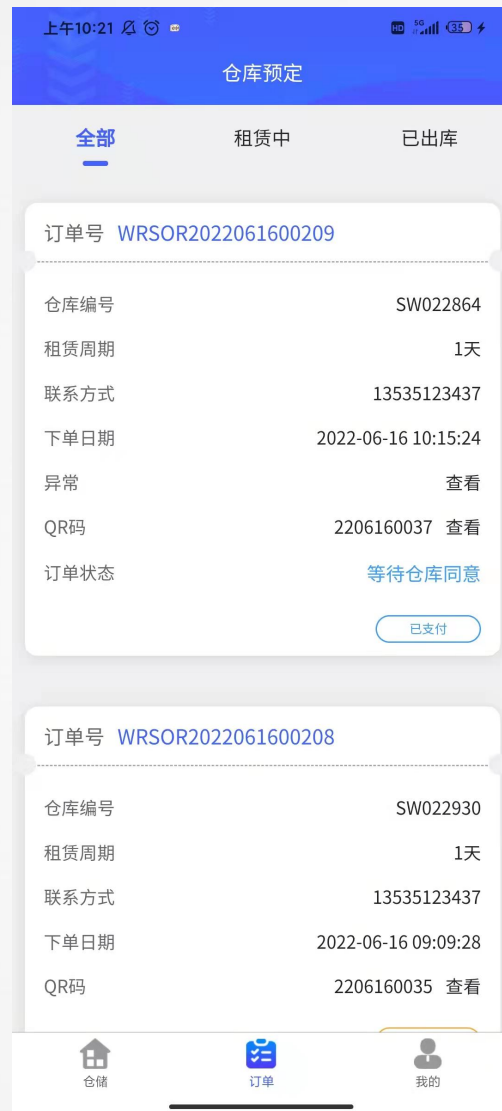 上午10:21 HD 5G 35
仓库预定
全部 租赁中 已出库
订单号 WRSOR2022061600209
仓库编号 SW022864
租赁周期 1天
联系方式 13535123437
下单日期 2022-06-16 10:15:24
异常 查看
QR码 2206160037 查看
订单状态 等待仓库同意
已支付
订单号 WRSOR2022061600208
仓库编号 SW022930
租赁周期 1天
联系方式 13535123437
下单日期 2022-06-16 09:09:28
QR码 2206160035 查看
仓储 订单 我的